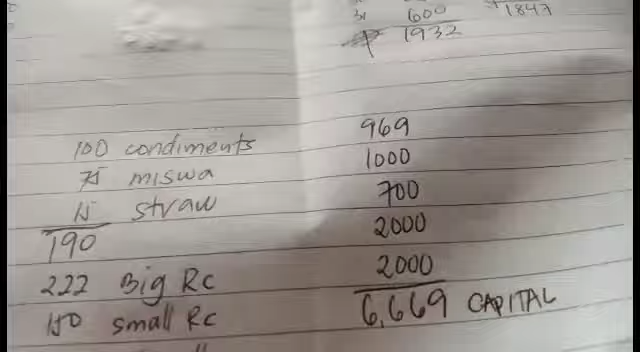 600
1847
1932
100 condiments
75 miswa
15 straw
190
222 Big Rc
150 small Rc
969
1000
700
2000
2000
6,669 CAPITAL